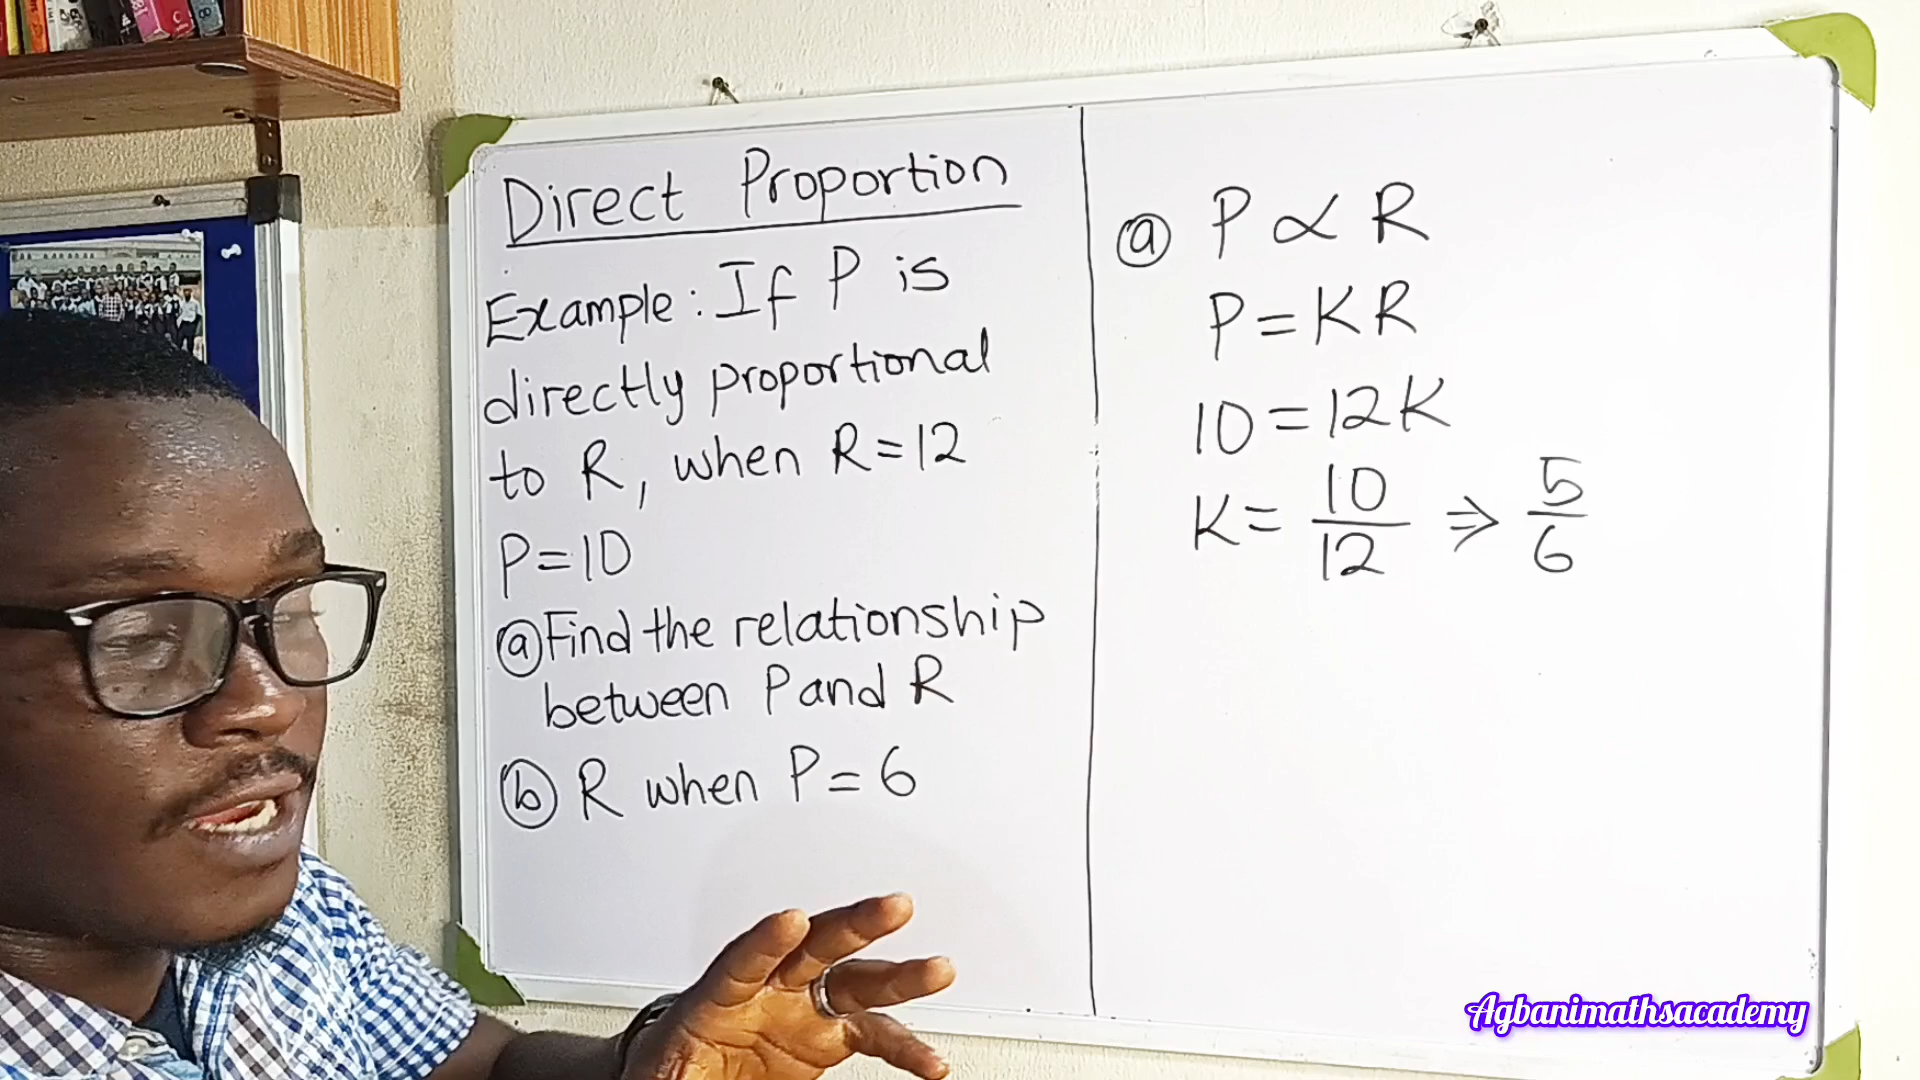 Direct Proportion
Example: If P is
directly proportional
to R, when R=12
P=10
ⓐ Find the relationship
between P and R
ⓑ R when P=6
ⓐ P ∝ R
P=KR
10=12K
K= 10/12 ⇒ 5/6
Agbanimathsacademy